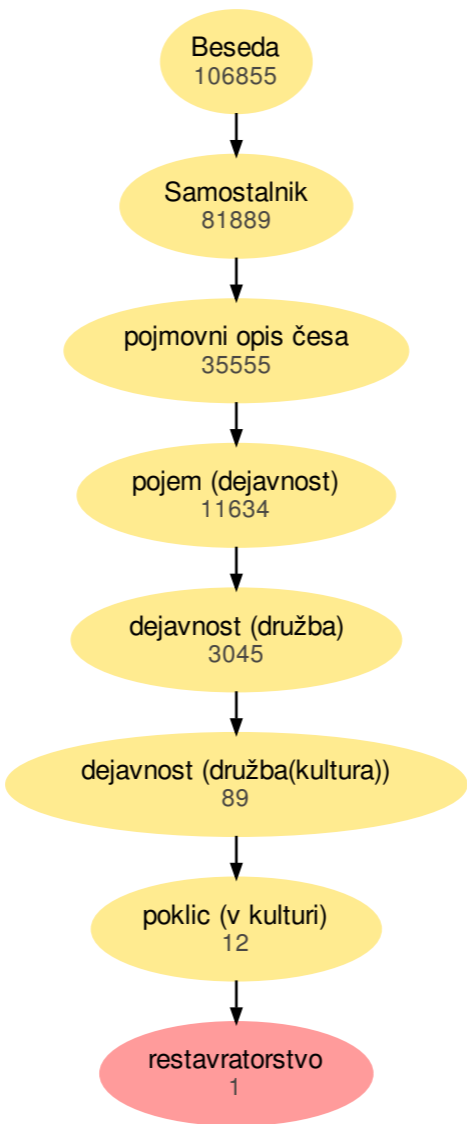 Beseda
106855
Samostalnik
81889
pojmovni opis česa
35555
pojem (dejavnost)
11634
dejavnost (družba)
3045
dejavnost (družba(kultura))
89
poklic (v kulturi)
12
restavratorstvo
1